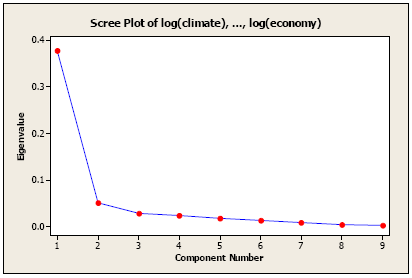 Scree Plot of log(climate), ..., log(economy)
0.4
0.3
0.2
0.1
0.0
Eigenvalue
1 2 3 4 5 6 7 8 9
Component Number